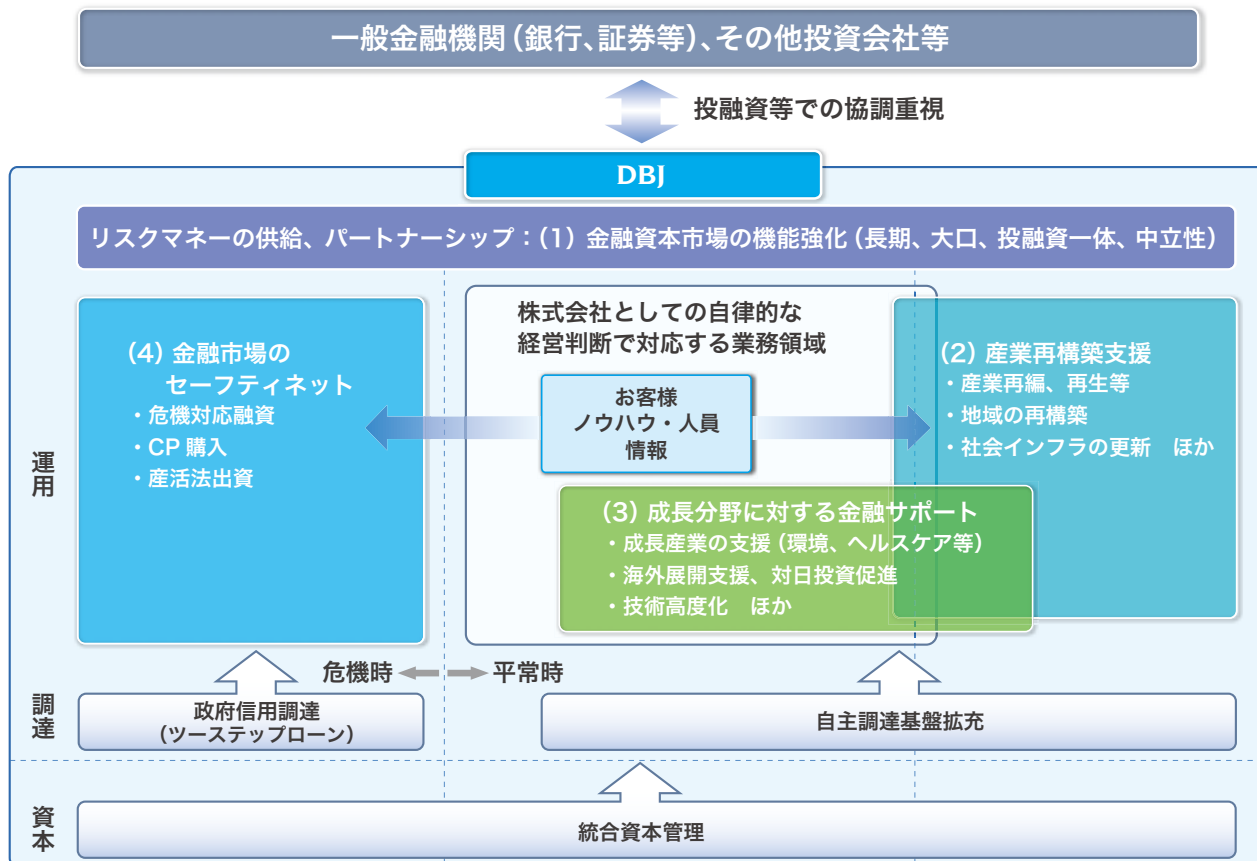 一般金融機関(銀行、証券等)、その他投資会社等
投融資等での協調重視
DBJ
リスクマネーの供給、パートナーシップ:(1) 金融資本市場の機能強化(長期、大口、投融資一体、中立性)
運用
(4) 金融市場の
セーフティネット
・危機対応融資
・CP 購入
・産活法出資
株式会社としての自律的な
経営判断で対応する業務領域
お客様
ノウハウ・人員
情報
(2) 産業再構築支援
・産業再編、再生等
・地域の再構築
・社会インフラの更新 ほか
(3) 成長分野に対する金融サポート
・成長産業の支援(環境、ヘルスケア等)
・海外展開支援、対日投資促進
・技術高度化 ほか
危機時
平常時
調達
政府信用調達
(ツーステップローン)
自主調達基盤拡充
資本
統合資本管理